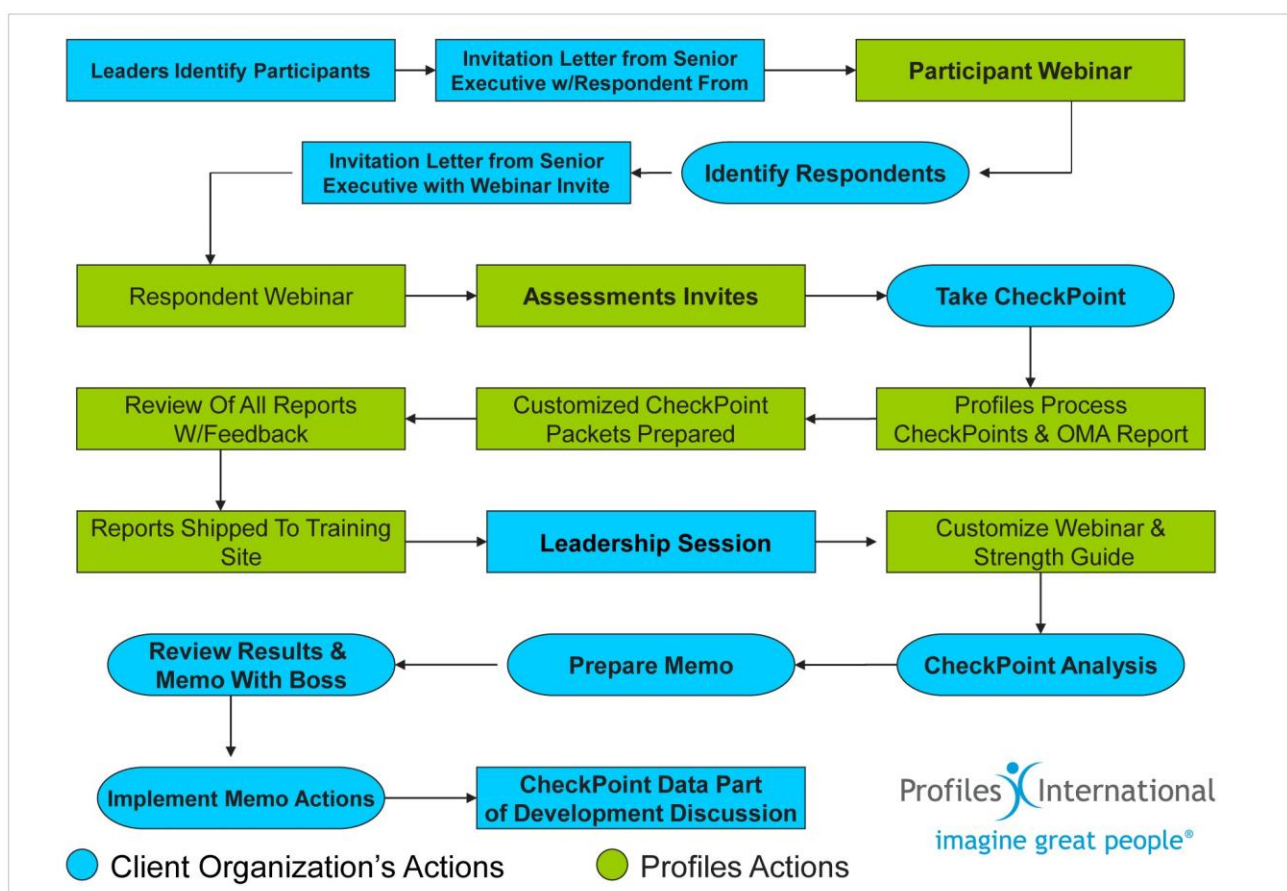 Leaders Identify Participants
Invitation Letter from Senior
Executive w/Respondent From
Participant Webinar
Identify Respondents
Invitation Letter from Senior
Executive with Webinar Invite
Respondent Webinar
Assessments Invites
Take CheckPoint
Profiles Process
CheckPoints & OMA Report
Customized CheckPoint
Packets Prepared
Review Of All Reports
W/Feedback
Reports Shipped To Training
Site
Leadership Session
Customize Webinar &
Strength Guide
CheckPoint Analysis
Prepare Memo
Review Results &
Memo With Boss
Implement Memo Actions
CheckPoint Data Part
of Development Discussion
Profiles International
imagine great people®
Client Organization's Actions
Profiles Actions